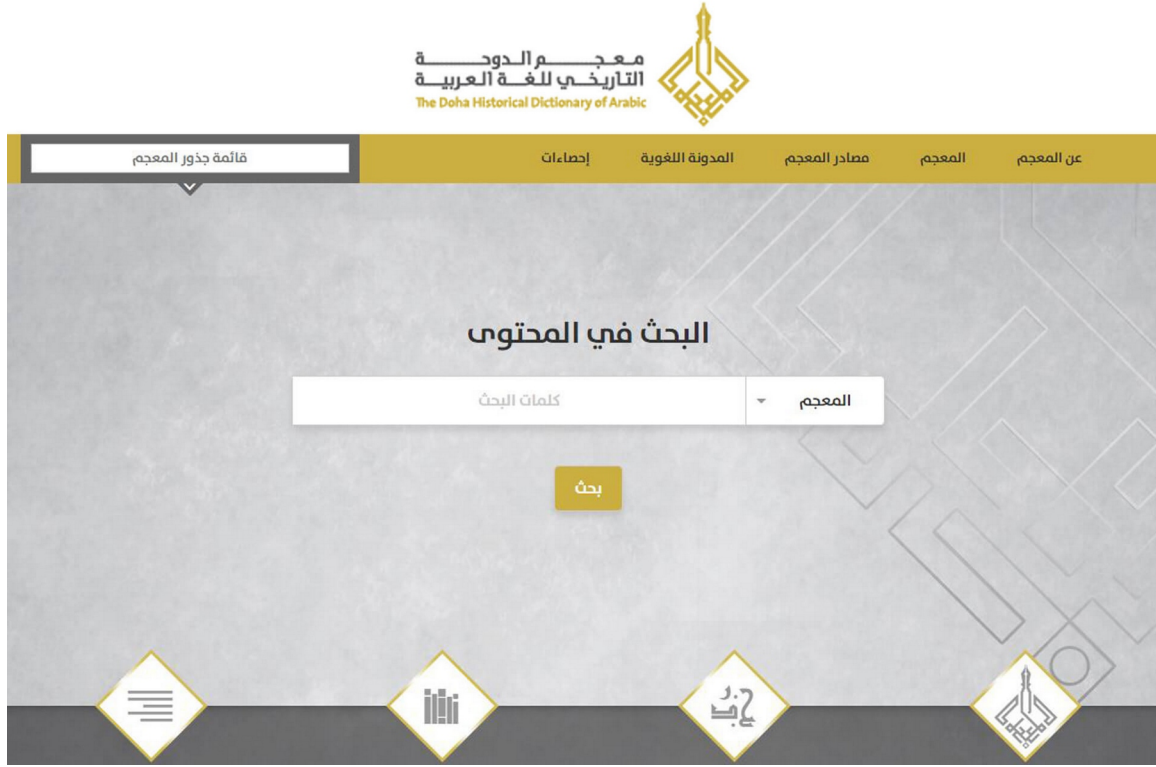 معجم الدوحة
التاريخي للغة العربية
The Doha Historical Dictionary of Arabic
عن المعجم
المعجم
مصادر المعجم
المدونة اللغوية
إحصاءات
قائمة جذور المعجم
البحث في المحتوى
المعجم
كلمات البحث
بحث